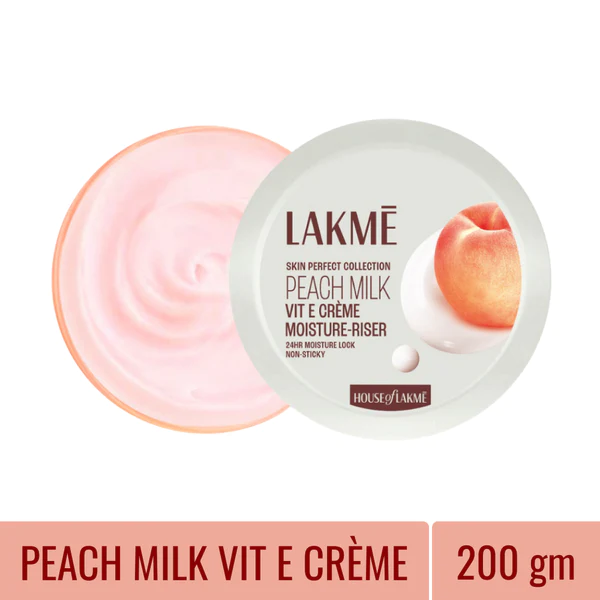 LAKMĒ
SKIN PERFECT COLLECTION
PEACH MILK
VIT E CRÈME
MOISTURE-RISER
24HR MOISTURE LOCK
NON-STICKY
HOUSE of LAKMĒ
PEACH MILK VIT E CRÈME
200 gm